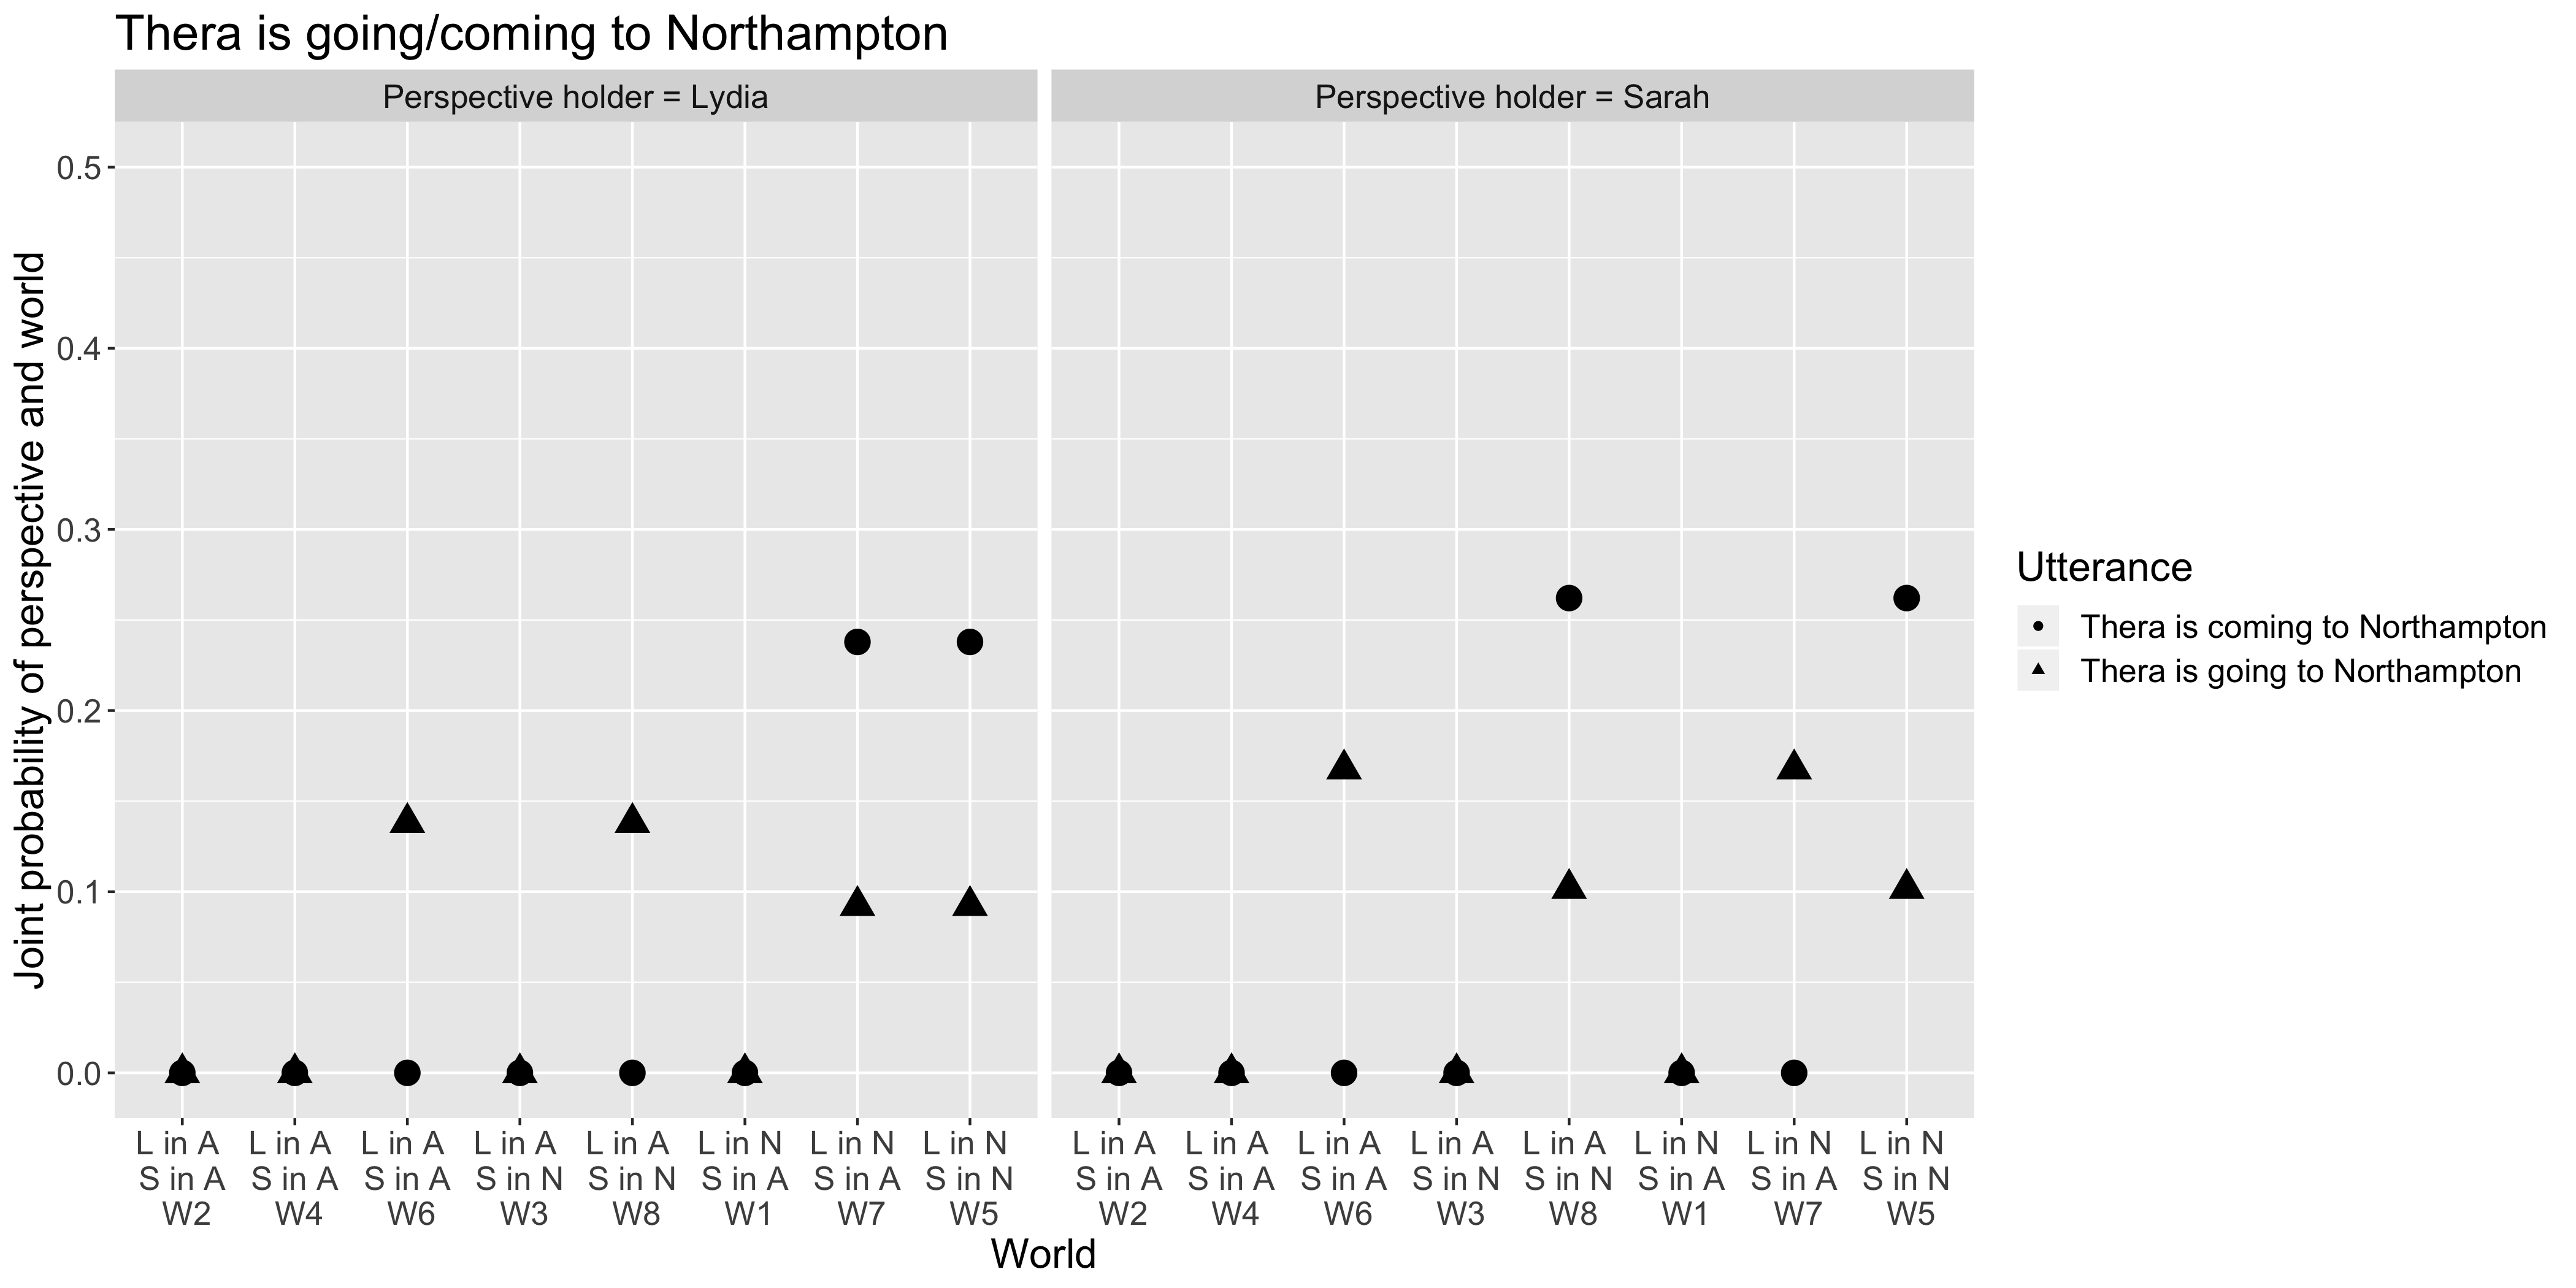 Thera is going/coming to Northampton
Perspective holder = Lydia
Perspective holder = Sarah
Joint probability of perspective and world
0.5
0.4
0.3
0.2
0.1
0.0
L in A L in A L in A L in A L in A L in N L in N L in N
S in A S in A S in A S in N S in N S in A S in A S in N
W2 W4 W6 W3 W8 W1 W7 W5
L in A L in A L in A L in A L in A L in N L in N L in N
S in A S in A S in A S in N S in N S in A S in A S in N
W2 W4 W6 W3 W8 W1 W7 W5
World
Utterance
Thera is coming to Northampton
Thera is going to Northampton